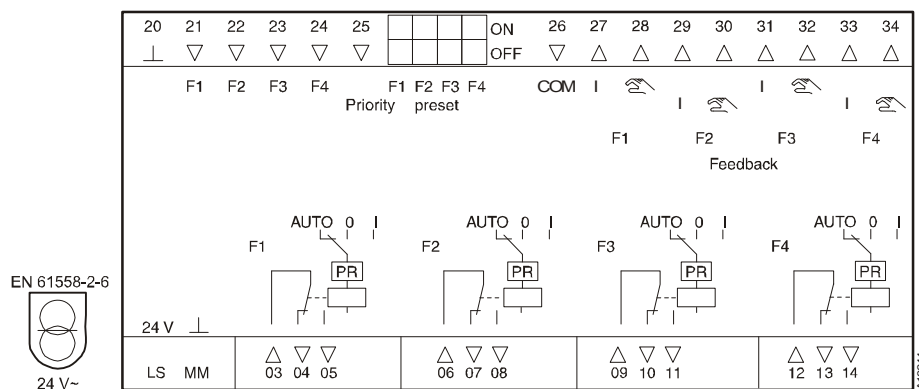 20 21 22 23 24 25 ON 26 27 28 29 30 31 32 33 34
⊥ ▽ ▽ ▽ ▽ ▽ OFF ▽ △ △ △ △ △ △ △ △
F1 F2 F3 F4 F1 F2 F3 F4 COM I I
Priority preset I I
F1 F2 F3 F4
Feedback
AUTO 0 I AUTO 0 I AUTO 0 I AUTO 0 I
F1 F2 F3 F4
PR PR PR PR
EN 61558-2-6
24 V ⊥
△ ▽ ▽ △ ▽ ▽ △ ▽ ▽ △ ▽ ▽
LS MM 03 04 05 06 07 08 09 10 11 12 13 14
24 V~